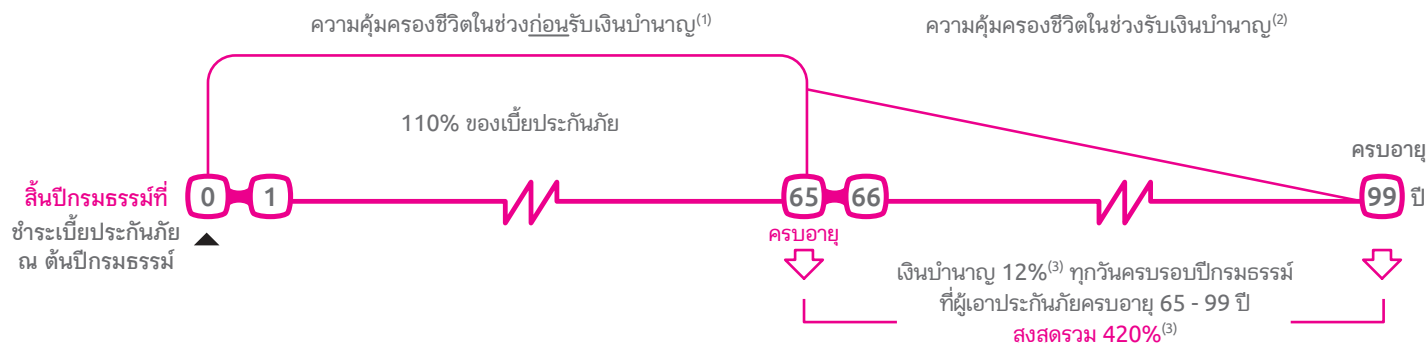 ความคุ้มครองชีวิตในช่วงก่อนรับเงินบำนาญ(1)
ความคุ้มครองชีวิตในช่วงรับเงินบำนาญ(2)
110% ของเบี้ยประกันภัย
ครบอายุ
สิ้นปีกรมธรรม์ที่ 0 1 65 66 99 ปี
ชำระเบี้ยประกันภัย
ณ ต้นปีกรมธรรม์
ครบอายุ
เงินบำนาญ 12%(3) ทุกวันครบรอบปีกรมธรรม์
ที่ผู้เอาประกันภัยครบอายุ 65 - 99 ปี
สูงสุดรวม 420%(3)